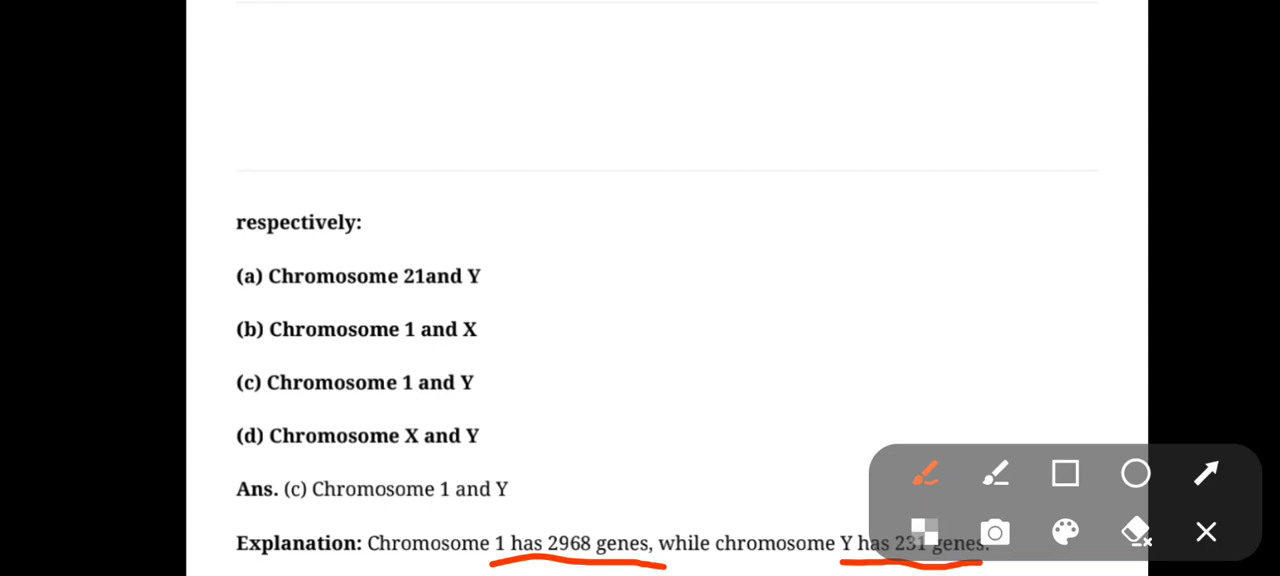 respectively:
(a) Chromosome 21and Y
(b) Chromosome 1 and X
(c) Chromosome 1 and Y
(d) Chromosome X and Y
Ans. (c) Chromosome 1 and Y
Explanation: Chromosome 1 has 2968 genes, while chromosome Y has 231 genes.